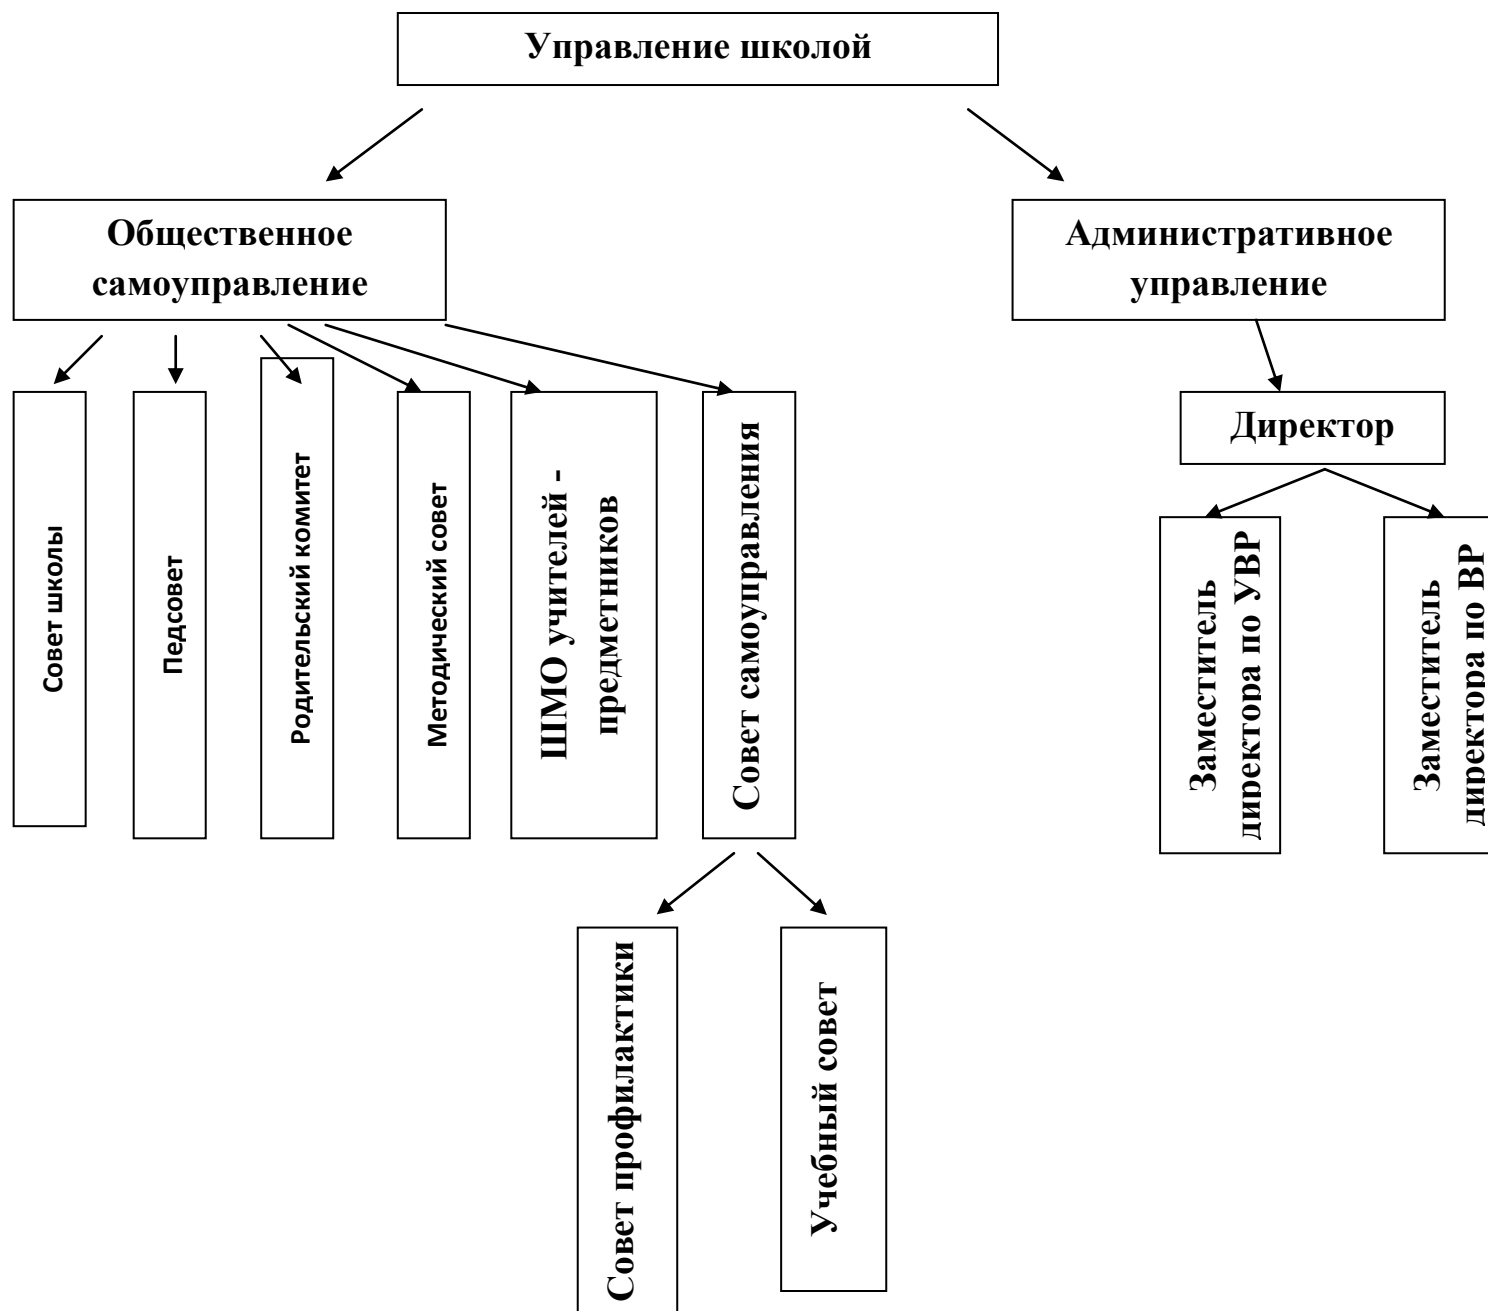 Управление школой
Общественное
самоуправление
Административное
управление
Директор
Совет школы
Педсовет
Родительский комитет
Методический совет
ШМО учителей -
предметников
Совет самоуправления
Заместитель
директора по УВР
Заместитель
директора по ВР
Совет профилактики
Учебный совет